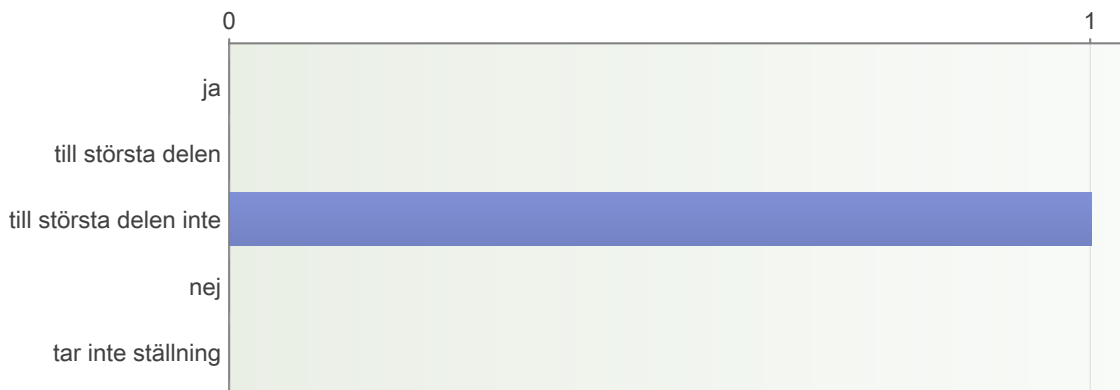 0 1
ja
till största delen
till största delen inte
nej
tar inte ställning